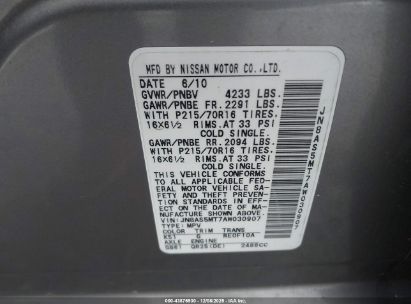 MFD BY NISSAN MOTOR CO.,LTD.
DATE 6/10
GVWR/PNBV 4233 LBS.
GAWR/PNBE FR. 2291 LBS.
WITH P215/70R16 TIRES.
16X6½ RIMS.AT 33 PSI
COLD SINGLE.
GAWR/PNBE RR. 2094 LBS.
WITH P215/70R16 TIRES.
16X6½ RIMS.AT 33 PSI
COLD SINGLE.
THIS VEHICLE CONFORMS
TO ALL APPLICABLE FED-
ERAL MOTOR VEHICLE SA-
FETY AND THEFT PREVEN-
TION STANDARDS IN EFF-
ECT ON THE DATE OF MA-
NUFACTURE SHOWN ABOVE.
VIN:JN8AS5MT7AW030907
TYPE:MPV
COLOR TRIM TRANS
K51 G RE0F10A
AXLE ENGINE
QR25(DE) 2488CC
JN8AS5MT7AW030907